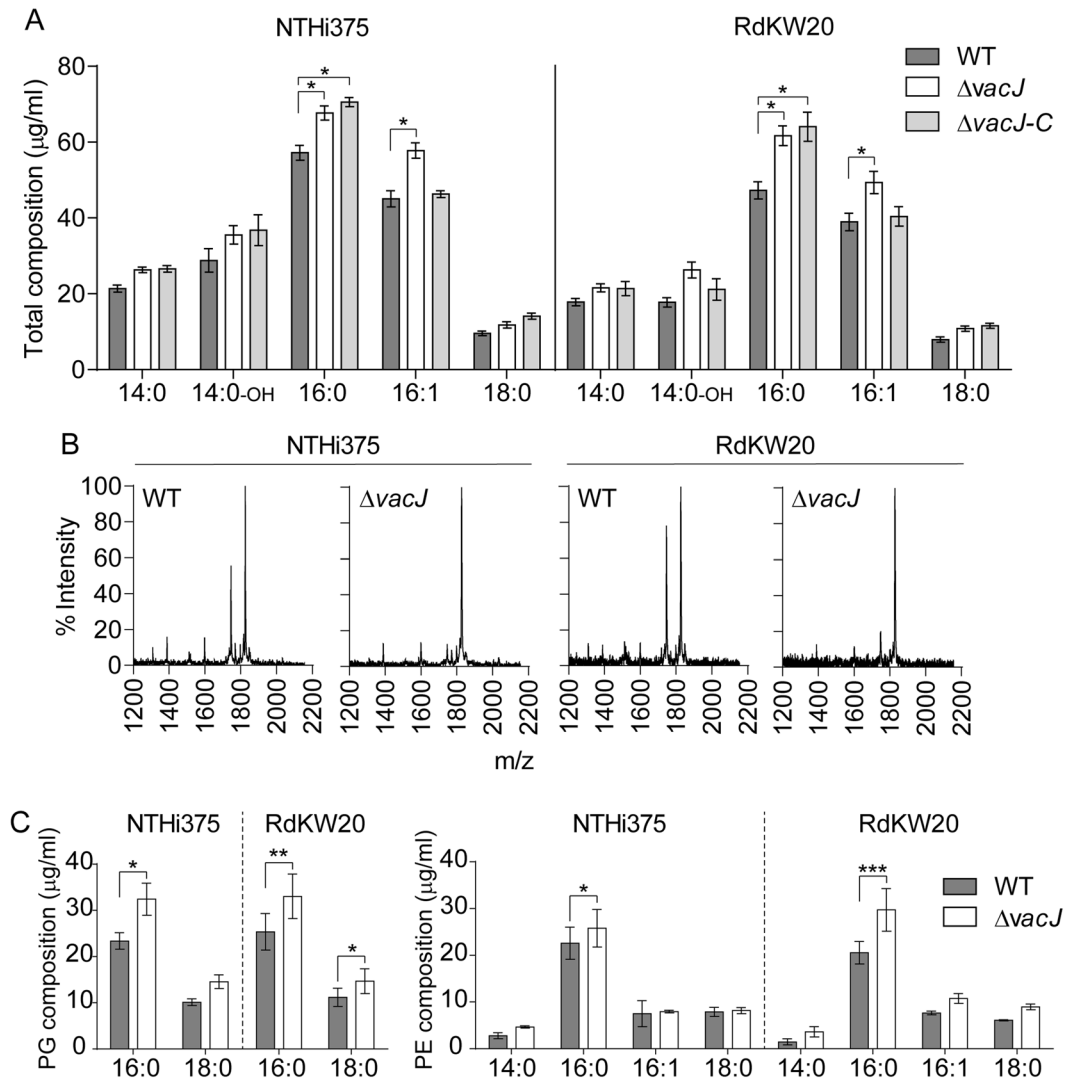 A
NTHi375
RdKW20
WT
ΔvacJ
ΔvacJ-C
Total composition (μg/ml)
80
60
40
20
0
*
*
*
*
*
*
14:0 14:0-OH 16:0 16:1 18:0 14:0 14:0-OH 16:0 16:1 18:0
B
NTHi375
RdKW20
% Intensity
100
80
60
40
20
0
WT
ΔvacJ
WT
ΔvacJ
1200 1400 1600 1800 2000 2200 1200 1400 1600 1800 2000 2200 1200 1400 1600 1800 2000 2200 1200 1400 1600 1800 2000 2200
m/z
C
NTHi375 RdKW20
PG composition (μg/ml)
40
30
20
10
0
*
**
*
16:0 18:0 16:0 18:0
NTHi375 RdKW20
PE composition (μg/ml)
40
30
20
10
0
*
***
14:0 16:0 16:1 18:0 14:0 16:0 16:1 18:0
WT
ΔvacJ